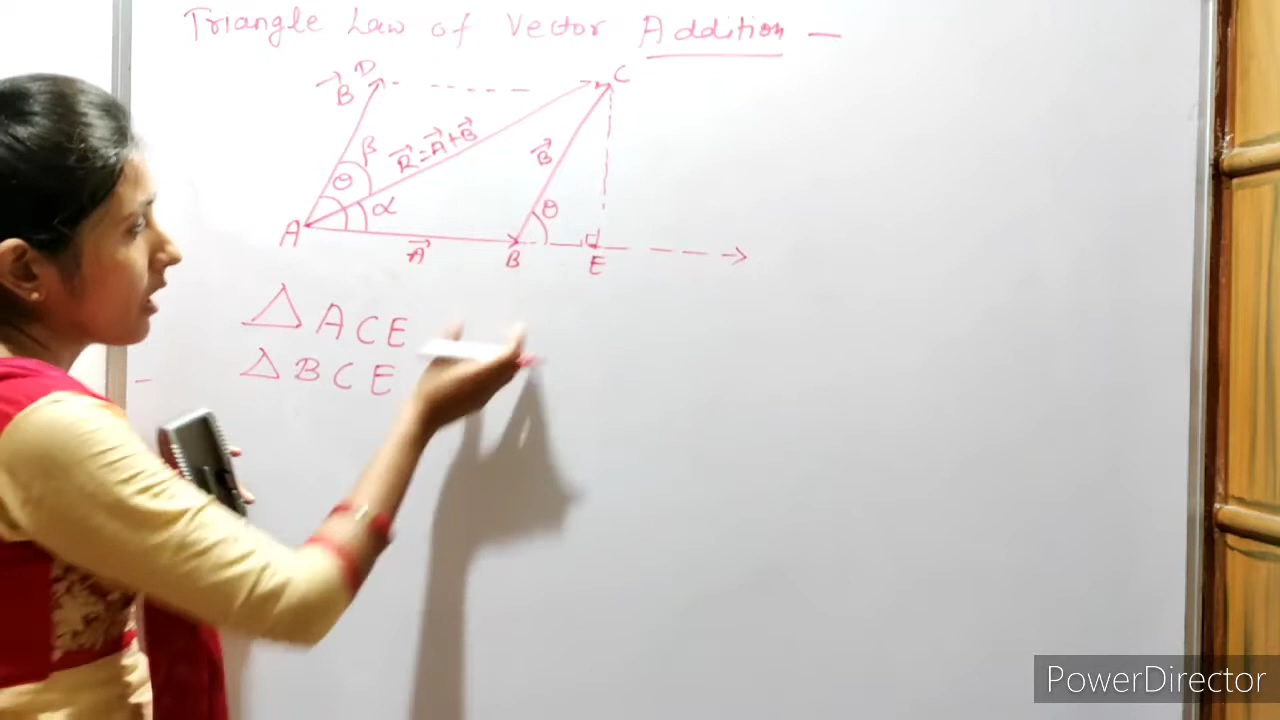 Triangle Law of Vector Addition —
D
B
C
β
R = A + B
B
θ
α
θ
A
A
B
E
△ ACE
△ BCE
PowerDirector